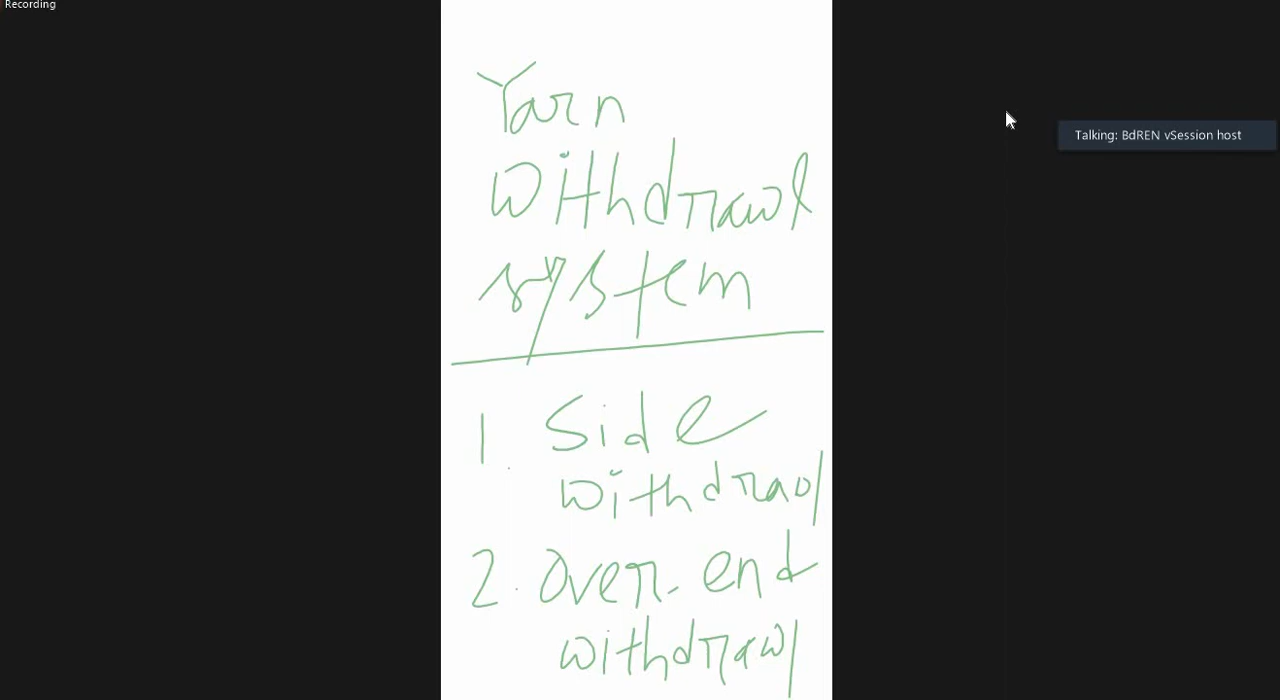 Recording
Talking: BdREN vSession host
Yarn
withdrawl
system
1. Side
withdrawl
2. Over-end
withdrawl